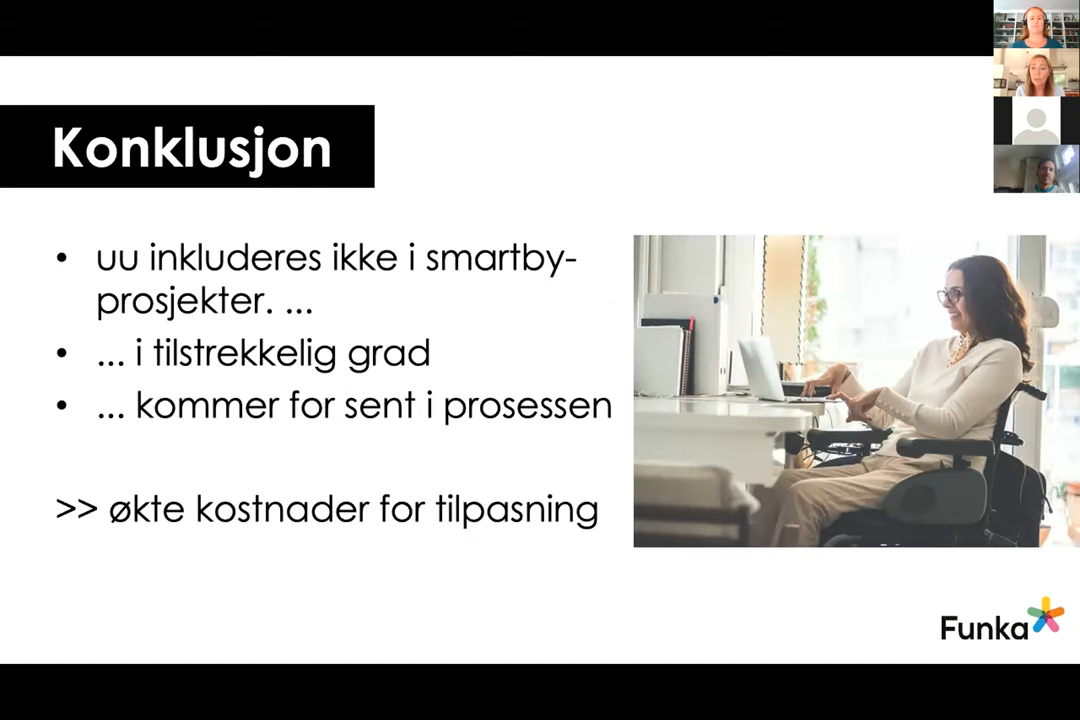 Konklusjon
• uu inkluderes ikke i smartby-
prosjekter. ...
• ... i tilstrekkelig grad
• ... kommer for sent i prosessen
>> økte kostnader for tilpasning
Funka